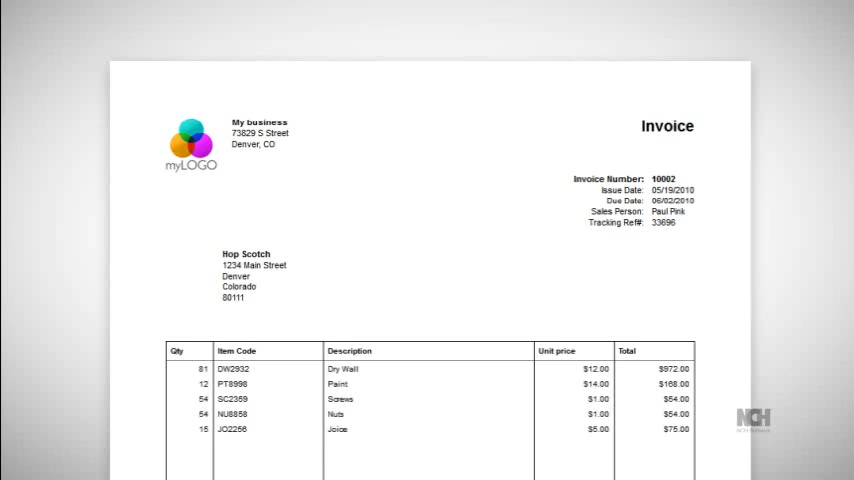 My business
73829 S Street
Denver, CO
myLOGO
Invoice
Invoice Number: 10002
Issue Date: 05/19/2010
Due Date: 06/02/2010
Sales Person: Paul Pink
Tracking Ref#: 33696
Hop Scotch
1234 Main Street
Denver
Colorado
80111
Qty Item Code Description Unit price Total
81 DW2932 Dry Wall $12.00 $972.00
12 PT8998 Paint $14.00 $168.00
54 SC2359 Screws $1.00 $54.00
54 NU8858 Nuts $1.00 $54.00
15 JO2256 Joice $5.00 $75.00
NCH
NCH Software